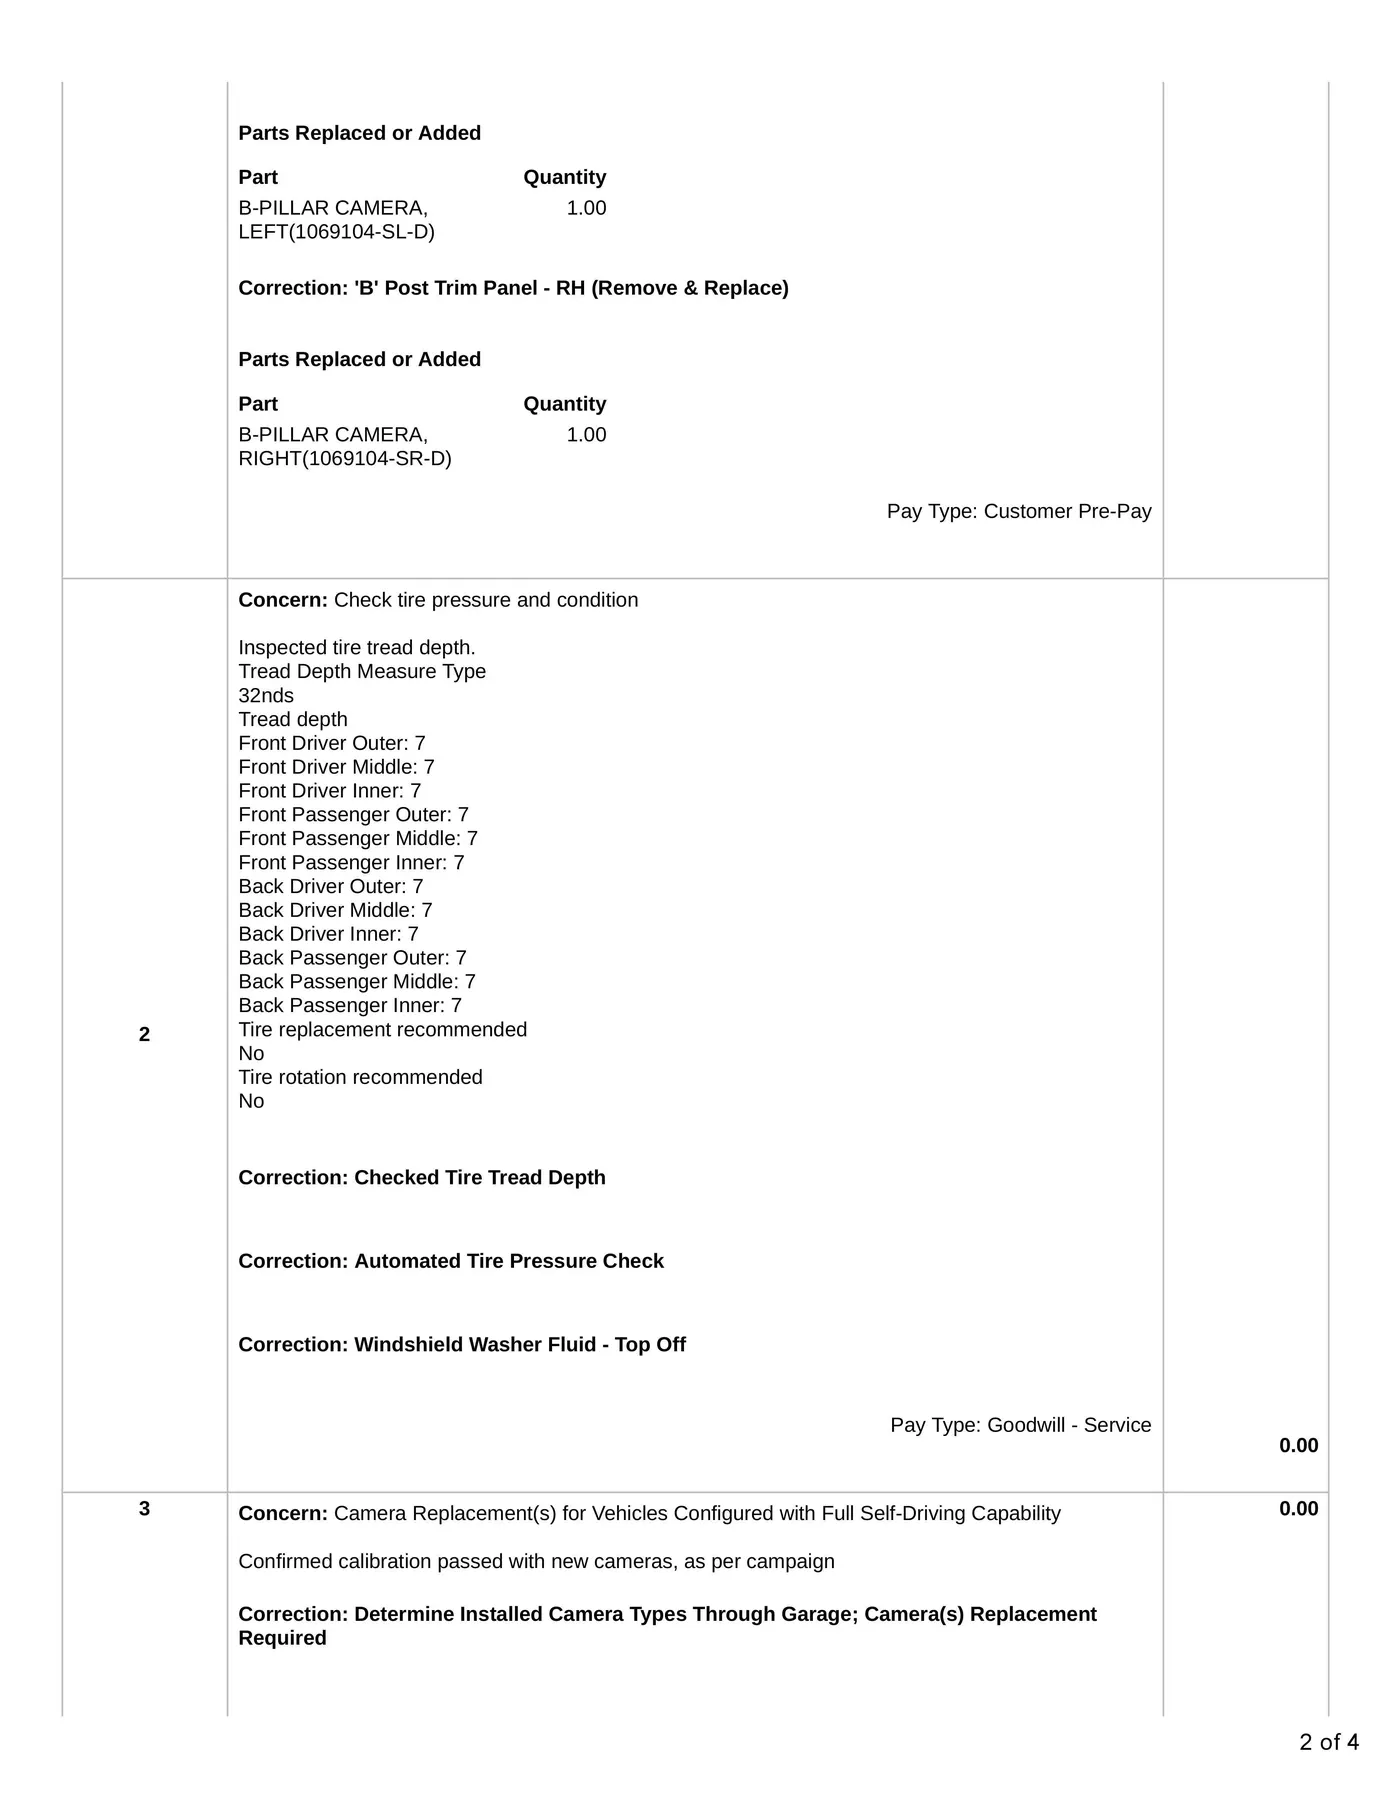 Parts Replaced or Added
Part Quantity
B-PILLAR CAMERA, 1.00
LEFT(1069104-SL-D)
Correction: 'B' Post Trim Panel - RH (Remove & Replace)
Parts Replaced or Added
Part Quantity
B-PILLAR CAMERA, 1.00
RIGHT(1069104-SR-D)
Pay Type: Customer Pre-Pay
Concern: Check tire pressure and condition
Inspected tire tread depth.
Tread Depth Measure Type
32nds
Tread depth
Front Driver Outer: 7
Front Driver Middle: 7
Front Driver Inner: 7
Front Passenger Outer: 7
Front Passenger Middle: 7
Front Passenger Inner: 7
Back Driver Outer: 7
Back Driver Middle: 7
Back Driver Inner: 7
Back Passenger Outer: 7
Back Passenger Middle: 7
Back Passenger Inner: 7
2 Tire replacement recommended
No
Tire rotation recommended
No
Correction: Checked Tire Tread Depth
Correction: Automated Tire Pressure Check
Correction: Windshield Washer Fluid - Top Off
Pay Type: Goodwill - Service
0.00
3 Concern: Camera Replacement(s) for Vehicles Configured with Full Self-Driving Capability 0.00
Confirmed calibration passed with new cameras, as per campaign
Correction: Determine Installed Camera Types Through Garage; Camera(s) Replacement
Required
2 of 4